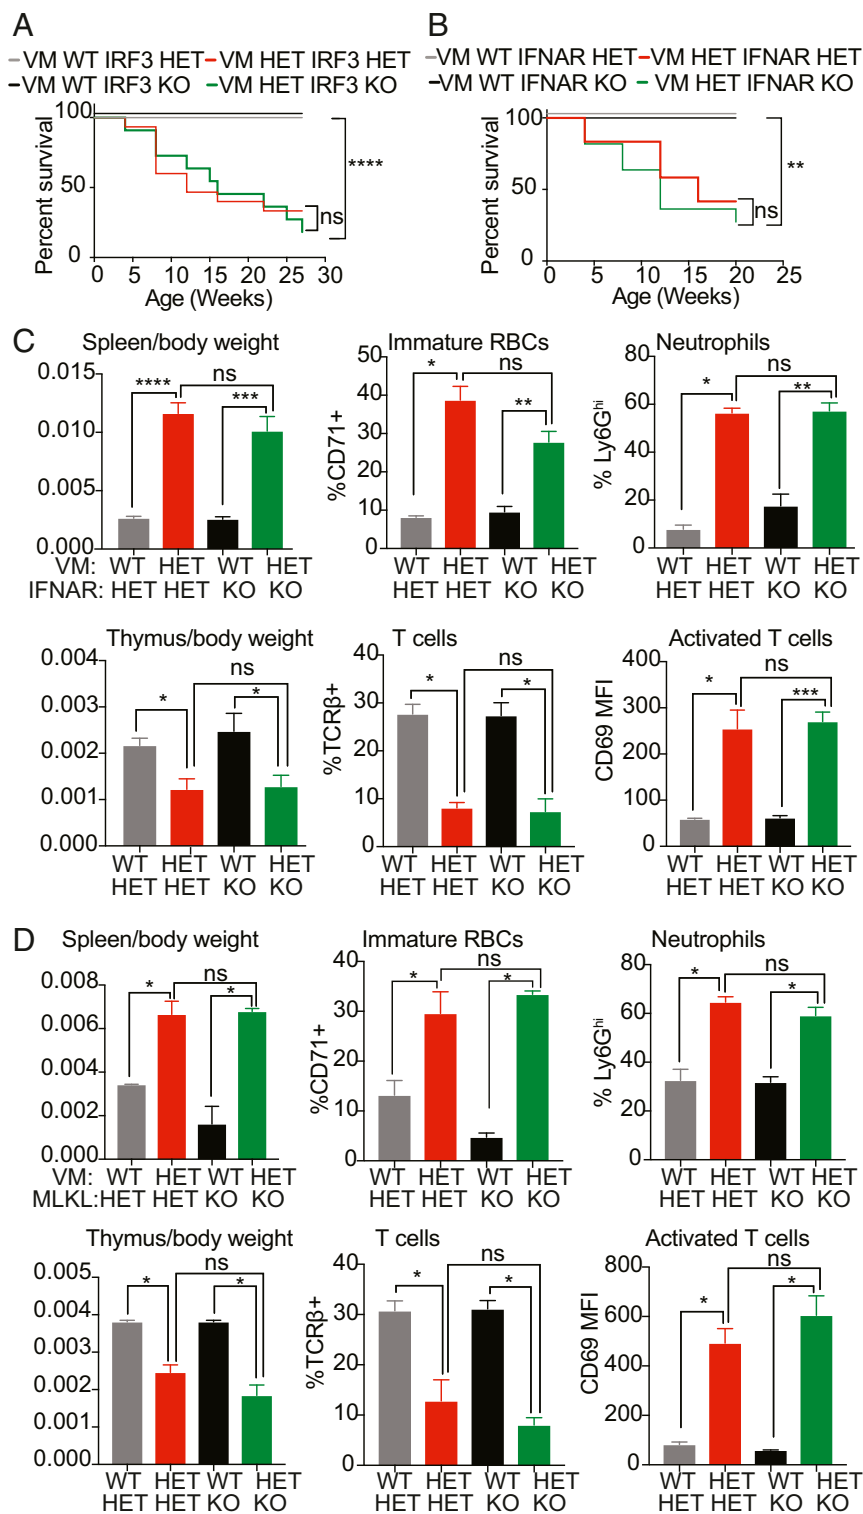 A
VM WT IRF3 HET VM HET IRF3 HET
VM WT IRF3 KO VM HET IRF3 KO
Percent survival
100
50
0
0 5 10 15 20 25 30
Age (Weeks)
ns
****
B
VM WT IFNAR HET VM HET IFNAR HET
VM WT IFNAR KO VM HET IFNAR KO
Percent survival
100
50
0
0 5 10 15 20 25
Age (Weeks)
ns
**
C
Spleen/body weight
0.015
0.010
0.005
0.000
**** ns ***
VM: WT HET WT HET
IFNAR: HET HET KO KO
Immature RBCs
%CD71+
50
40
30
20
10
0
* ns **
WT HET WT HET
HET HET KO KO
Neutrophils
% Ly6Ghi
80
60
40
20
0
* ns **
WT HET WT HET
HET HET KO KO
Thymus/body weight
0.004
0.003
0.002
0.001
0.000
* ns *
WT HET WT HET
HET HET KO KO
T cells
%TCRβ+
40
30
20
10
0
* ns *
WT HET WT HET
HET HET KO KO
Activated T cells
CD69 MFI
400
300
200
100
0
* ns ***
WT HET WT HET
HET HET KO KO
D
Spleen/body weight
0.008
0.006
0.004
0.002
0.000
* ns *
VM: WT HET WT HET
MLKL: HET HET KO KO
Immature RBCs
%CD71+
40
30
20
10
0
* ns *
WT HET WT HET
HET HET KO KO
Neutrophils
% Ly6Ghi
80
60
40
20
0
* ns *
WT HET WT HET
HET HET KO KO
Thymus/body weight
0.005
0.004
0.003
0.002
0.001
0.000
* ns *
WT HET WT HET
HET HET KO KO
T cells
%TCRβ+
40
30
20
10
0
* ns *
WT HET WT HET
HET HET KO KO
Activated T cells
CD69 MFI
800
600
400
200
0
* ns *
WT HET WT HET
HET HET KO KO